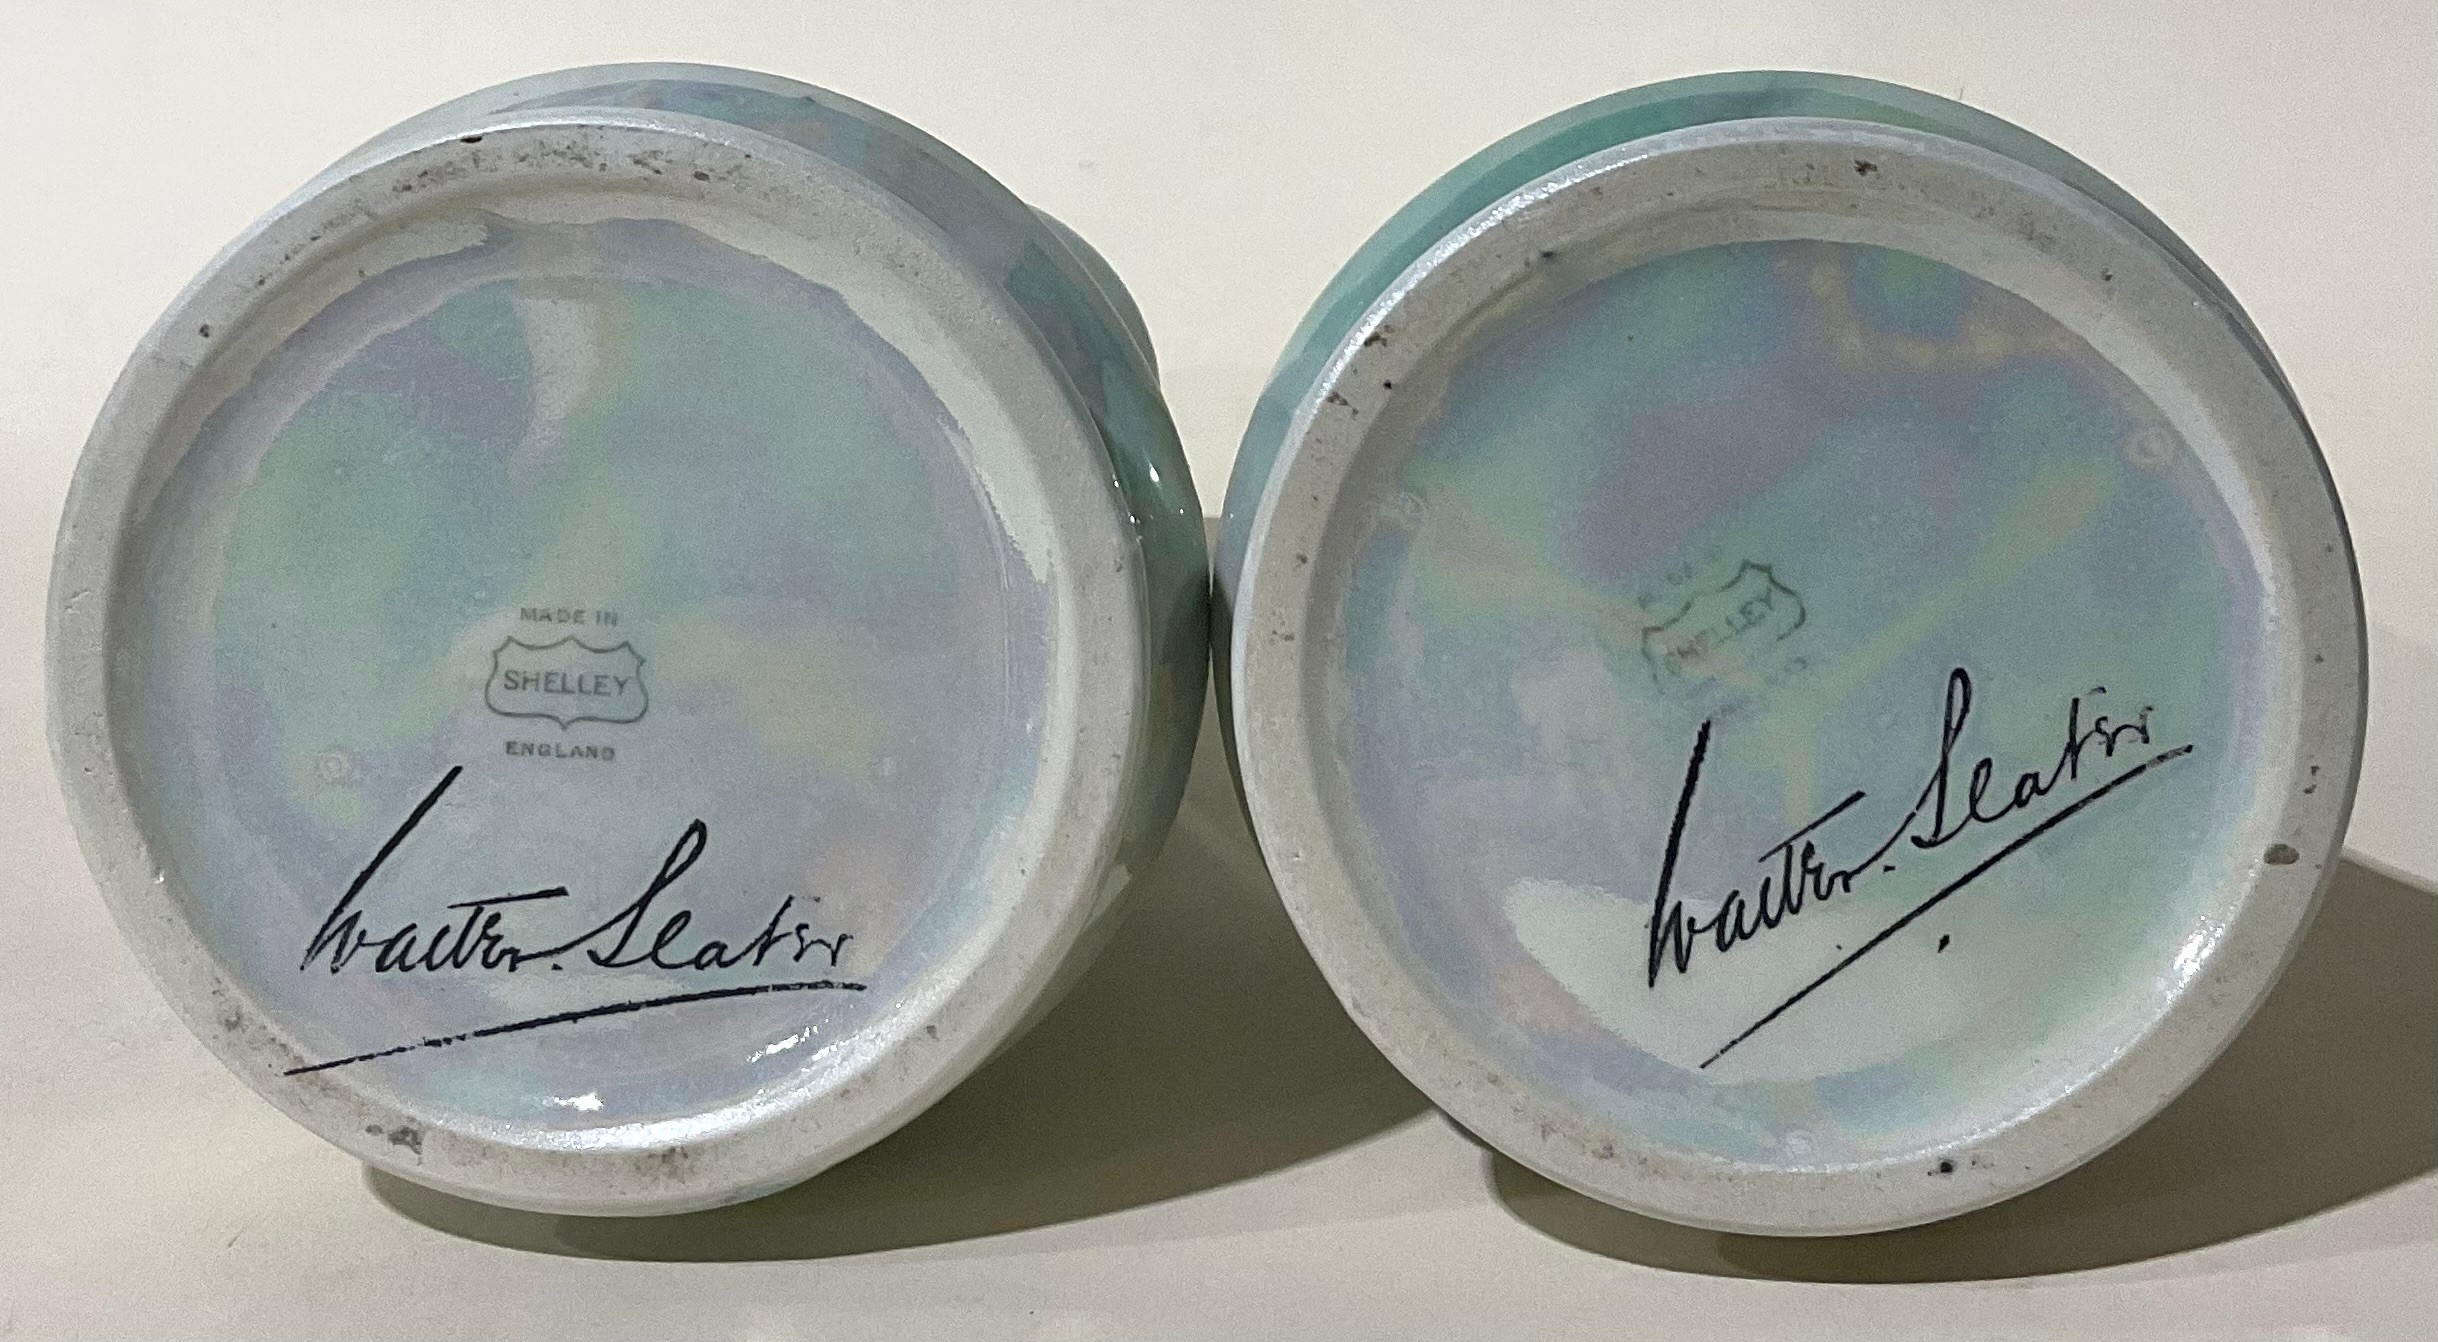 MADE IN
SHELLEY
ENGLAND
Walter. Slater
SHELLEY
Walter. Slater